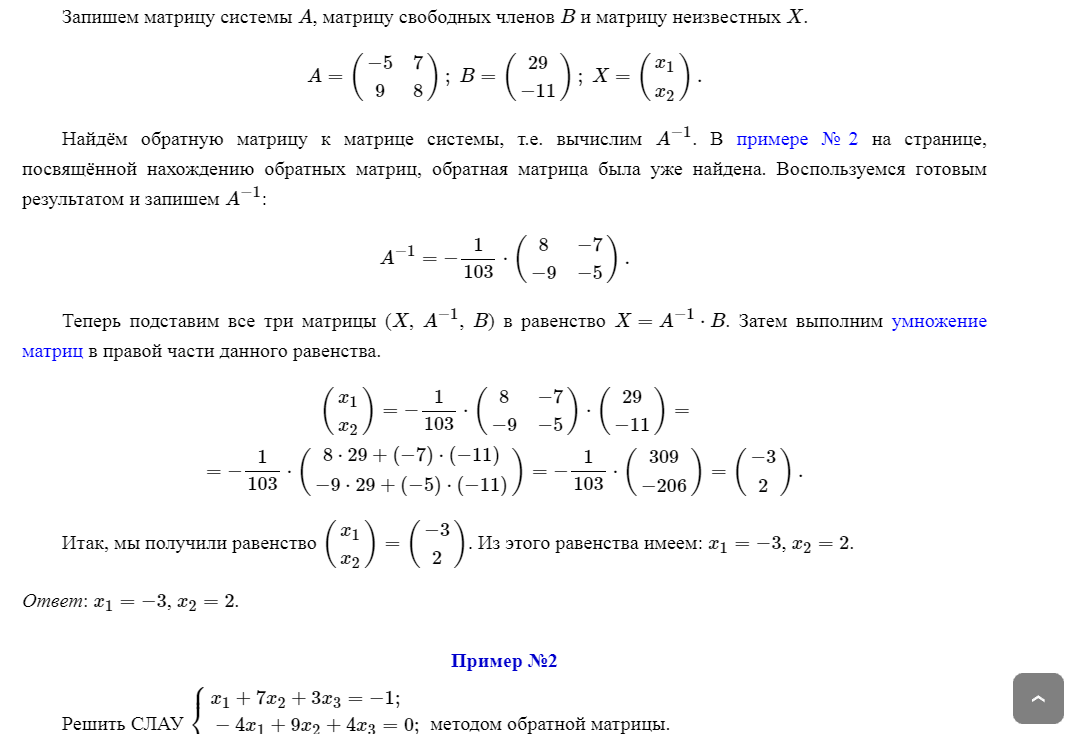 Запишем матрицу системы A, матрицу свободных членов B и матрицу неизвестных X.
A = (−5 7; 9 8) ; B = (29; −11) ; X = (x₁; x₂) .
Найдём обратную матрицу к матрице системы, т.е. вычислим A⁻¹. В примере № 2 на странице,
посвящённой нахождению обратных матриц, обратная матрица была уже найдена. Воспользуемся готовым
результатом и запишем A⁻¹:
A⁻¹ = −1/103 · (8 −7; −9 −5) .
Теперь подставим все три матрицы (X, A⁻¹, B) в равенство X = A⁻¹ · B. Затем выполним умножение
матриц в правой части данного равенства.
(x₁; x₂) = −1/103 · (8 −7; −9 −5) · (29; −11) =
= −1/103 · (8 · 29 + (−7) · (−11); −9 · 29 + (−5) · (−11)) = −1/103 · (309; −206) = (−3; 2) .
Итак, мы получили равенство (x₁; x₂) = (−3; 2). Из этого равенства имеем: x₁ = −3, x₂ = 2.
Ответ: x₁ = −3, x₂ = 2.
Пример №2
Решить СЛАУ { x₁ + 7x₂ + 3x₃ = −1;
− 4x₁ + 9x₂ + 4x₃ = 0; методом обратной матрицы.